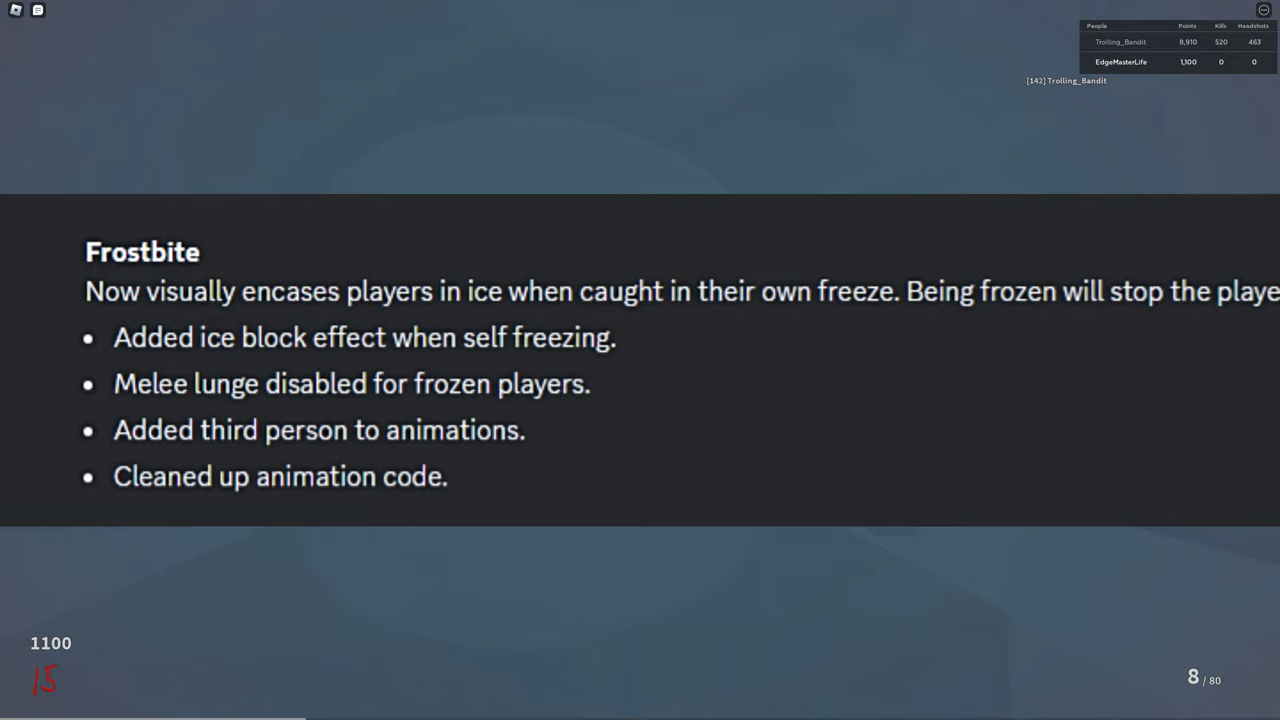 People Points Kills Headshots
Trolling_Bandit 8,910 520 463
EdgeMasterLife 1,100 0 0
[142] Trolling_Bandit
Frostbite
Now visually encases players in ice when caught in their own freeze. Being frozen will stop the playe
• Added ice block effect when self freezing.
• Melee lunge disabled for frozen players.
• Added third person to animations.
• Cleaned up animation code.
1100
15
8 / 80